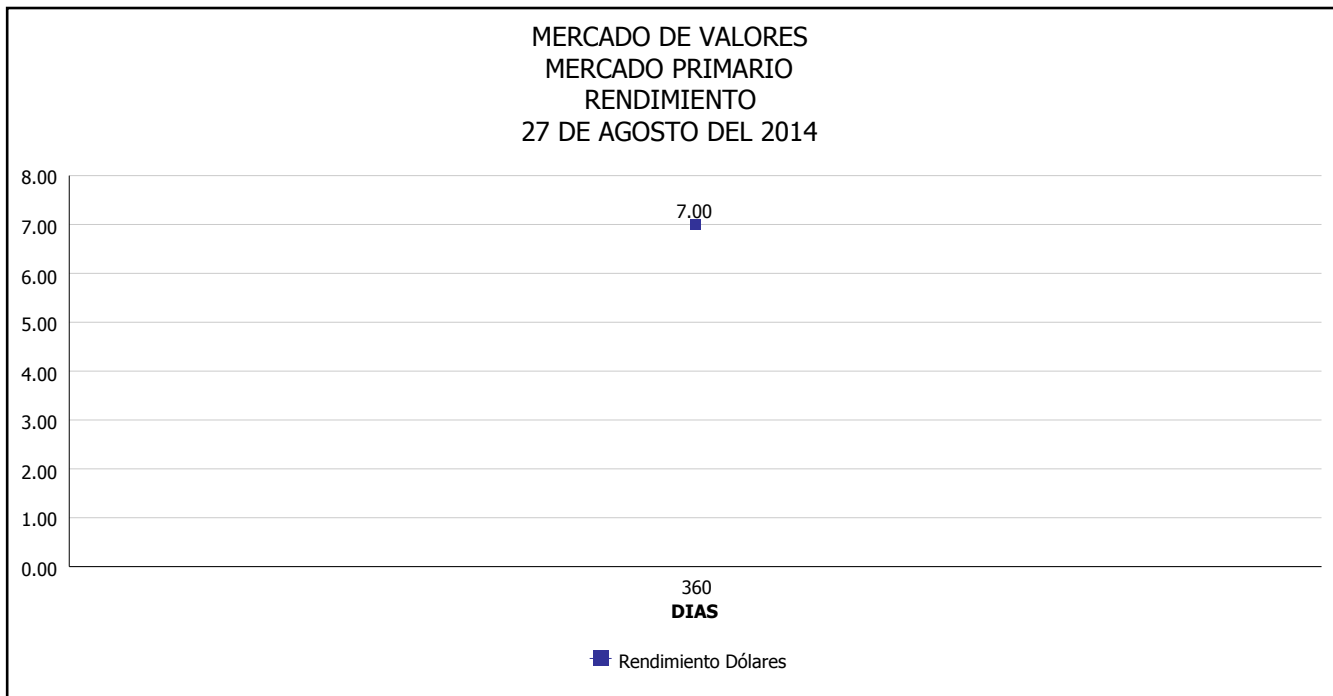 MERCADO DE VALORES
MERCADO PRIMARIO
RENDIMIENTO
27 DE AGOSTO DEL 2014
8.00
7.00
7.00
6.00
5.00
4.00
3.00
2.00
1.00
0.00
360
DIAS
Rendimiento Dólares